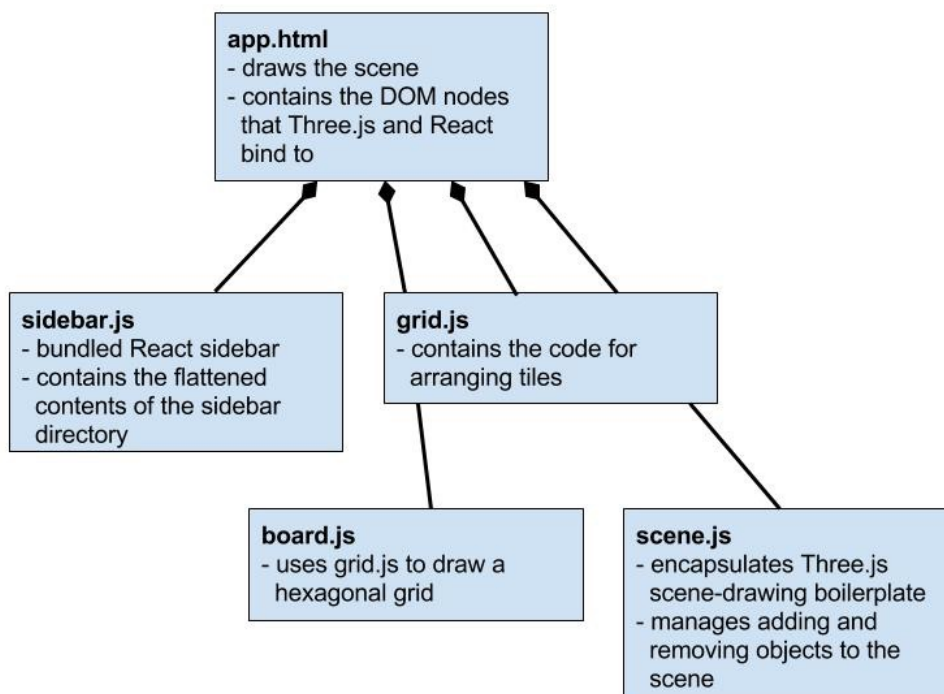 app.html
- draws the scene
- contains the DOM nodes
that Three.js and React
bind to
sidebar.js
- bundled React sidebar
- contains the flattened
contents of the sidebar
directory
grid.js
- contains the code for
arranging tiles
board.js
- uses grid.js to draw a
hexagonal grid
scene.js
- encapsulates Three.js
scene-drawing boilerplate
- manages adding and
removing objects to the
scene